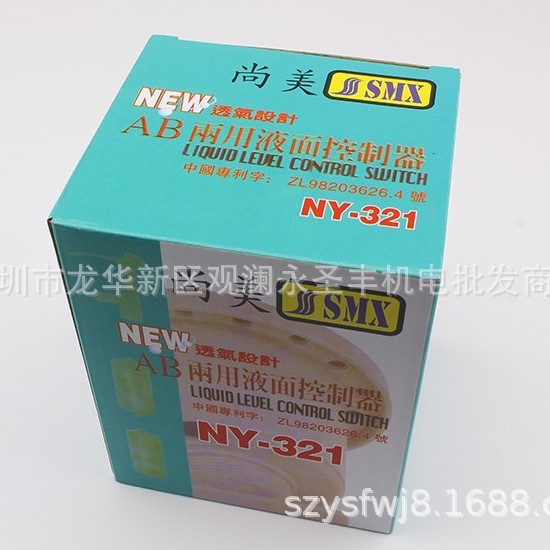 尚美 SMX
NEW 透氣設計
AB兩用液面控制器
LIQUID LEVEL CONTROL SWITCH
中國專利字: ZL98203626.4 號
NY-321
圳市龙华新区观澜永圣丰机电批发商
尚美 SMX
NEW 透氣設計
AB兩用液面控制器
LIQUID LEVEL CONTROL SWITCH
中國專利字: ZL98203626.4 號
NY-321
szysfwj8.1688.co